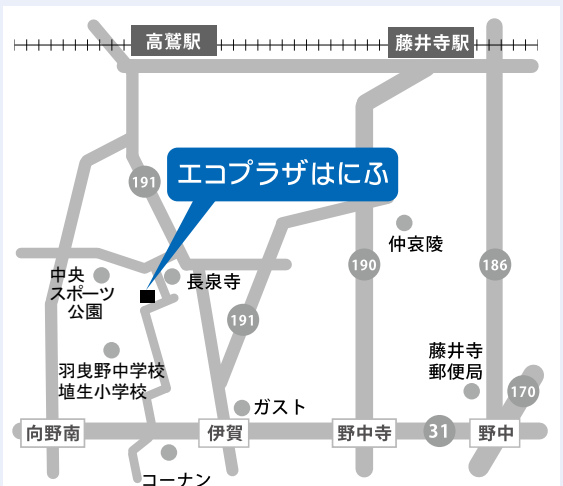 高鷲駅
藤井寺駅
エコプラザはにふ
191
仲哀陵
190
186
中央
スポーツ
公園
長泉寺
191
藤井寺
郵便局
羽曳野中学校
埴生小学校
170
ガスト
向野南
伊賀
野中寺
31
野中
コーナン